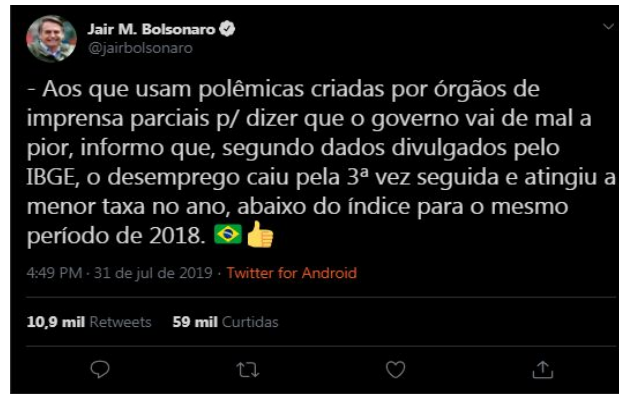 Jair M. Bolsonaro
@jairbolsonaro
- Aos que usam polêmicas criadas por órgãos de
imprensa parciais p/ dizer que o governo vai de mal a
pior, informo que, segundo dados divulgados pelo
IBGE, o desemprego caiu pela 3ª vez seguida e atingiu a
menor taxa no ano, abaixo do índice para o mesmo
período de 2018. 🇧🇷👍
4:49 PM · 31 de jul de 2019 · Twitter for Android
10,9 mil Retweets 59 mil Curtidas